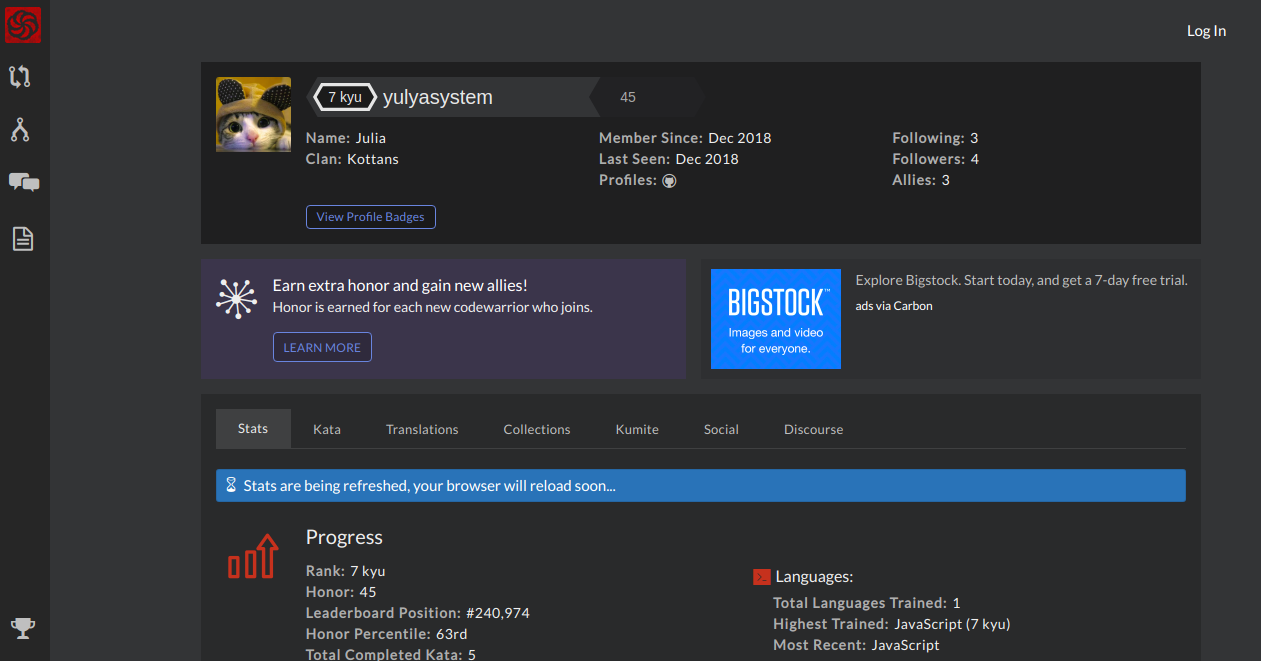 Log In
7 kyu yulyasystem 45
Name: Julia
Clan: Kottans
Member Since: Dec 2018
Last Seen: Dec 2018
Profiles:
Following: 3
Followers: 4
Allies: 3
View Profile Badges
Earn extra honor and gain new allies!
Honor is earned for each new codewarrior who joins.
LEARN MORE
BIGSTOCK™
Images and video
for everyone.
Explore Bigstock. Start today, and get a 7-day free trial.
ads via Carbon
Stats Kata Translations Collections Kumite Social Discourse
Stats are being refreshed, your browser will reload soon...
Progress
Rank: 7 kyu
Honor: 45
Leaderboard Position: #240,974
Honor Percentile: 63rd
Total Completed Kata: 5
Languages:
Total Languages Trained: 1
Highest Trained: JavaScript (7 kyu)
Most Recent: JavaScript